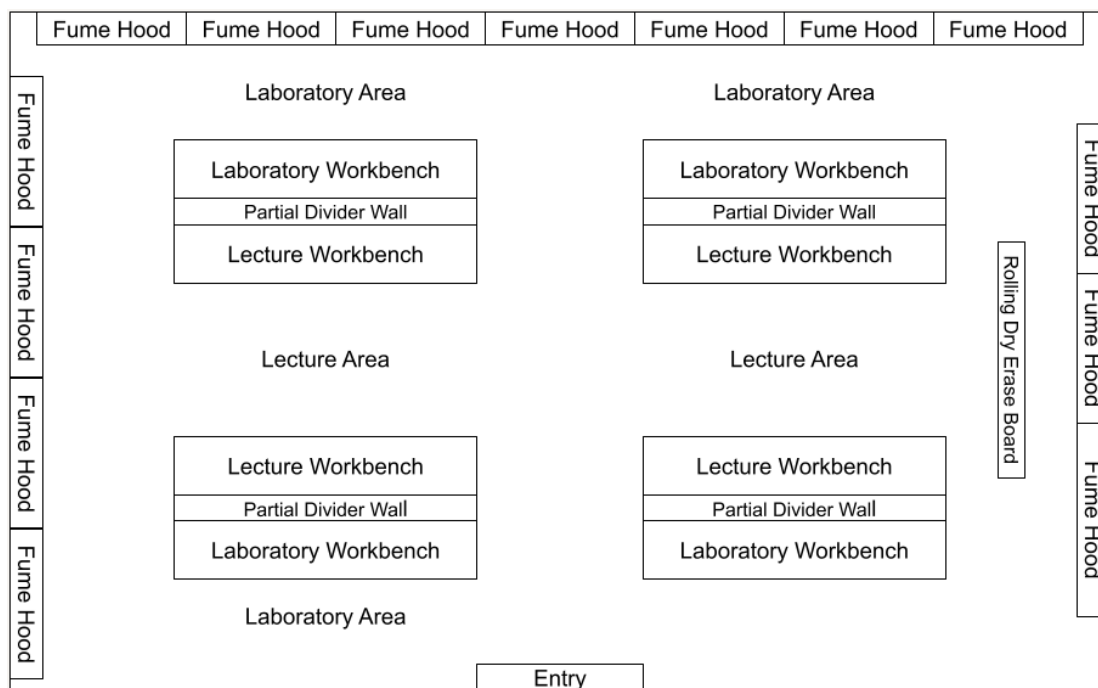 Fume Hood Fume Hood Fume Hood Fume Hood Fume Hood Fume Hood Fume Hood
Laboratory Area Laboratory Area
Fume Hood
Fume Hood
Fume Hood
Fume Hood
Laboratory Workbench
Partial Divider Wall
Lecture Workbench
Laboratory Workbench
Partial Divider Wall
Lecture Workbench
Fume Hood
Fume Hood
Fume Hood
Rolling Dry Erase Board
Lecture Area Lecture Area
Lecture Workbench
Partial Divider Wall
Laboratory Workbench
Lecture Workbench
Partial Divider Wall
Laboratory Workbench
Laboratory Area
Entry